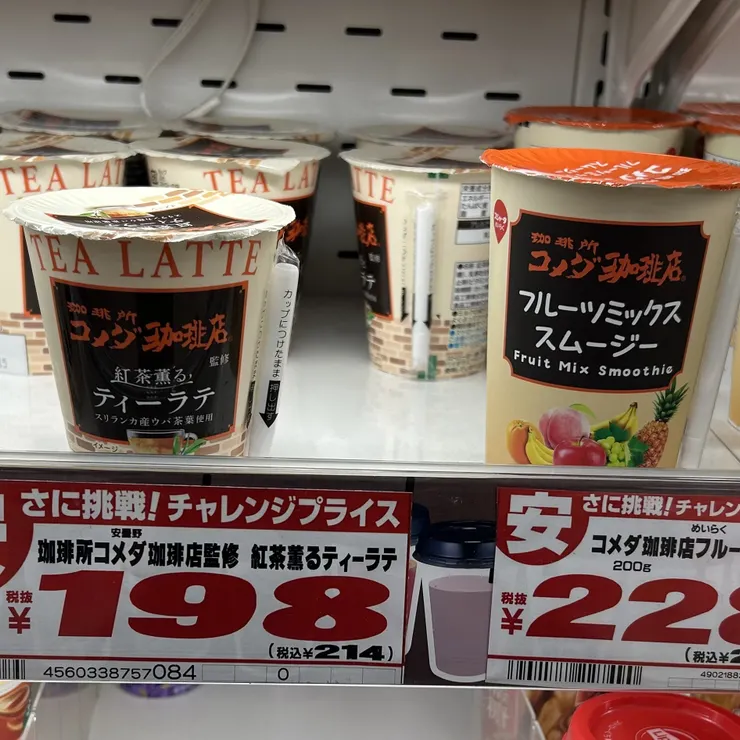 TEA LA
TEA LA
TTE
TEA LATTE
珈琲所
コメダ珈琲店
監修
紅茶薫る
ティーラテ
スリランカ産ウバ茶葉使用
カップにつけたまま押し出す
珈琲所
コメダ珈琲店
フルーツミックス
スムージー
Fruit Mix Smoothie
さに挑戦!チャレンジプライス
安曇野
珈琲所コメダ珈琲店監修 紅茶薫るティーラテ
税抜
¥198
(税込¥214)
4560338757084
0
安
さに挑戦!チャレン
めいらく
コメダ珈琲店フルー
200g
税抜
¥228
(税込¥2
4902188